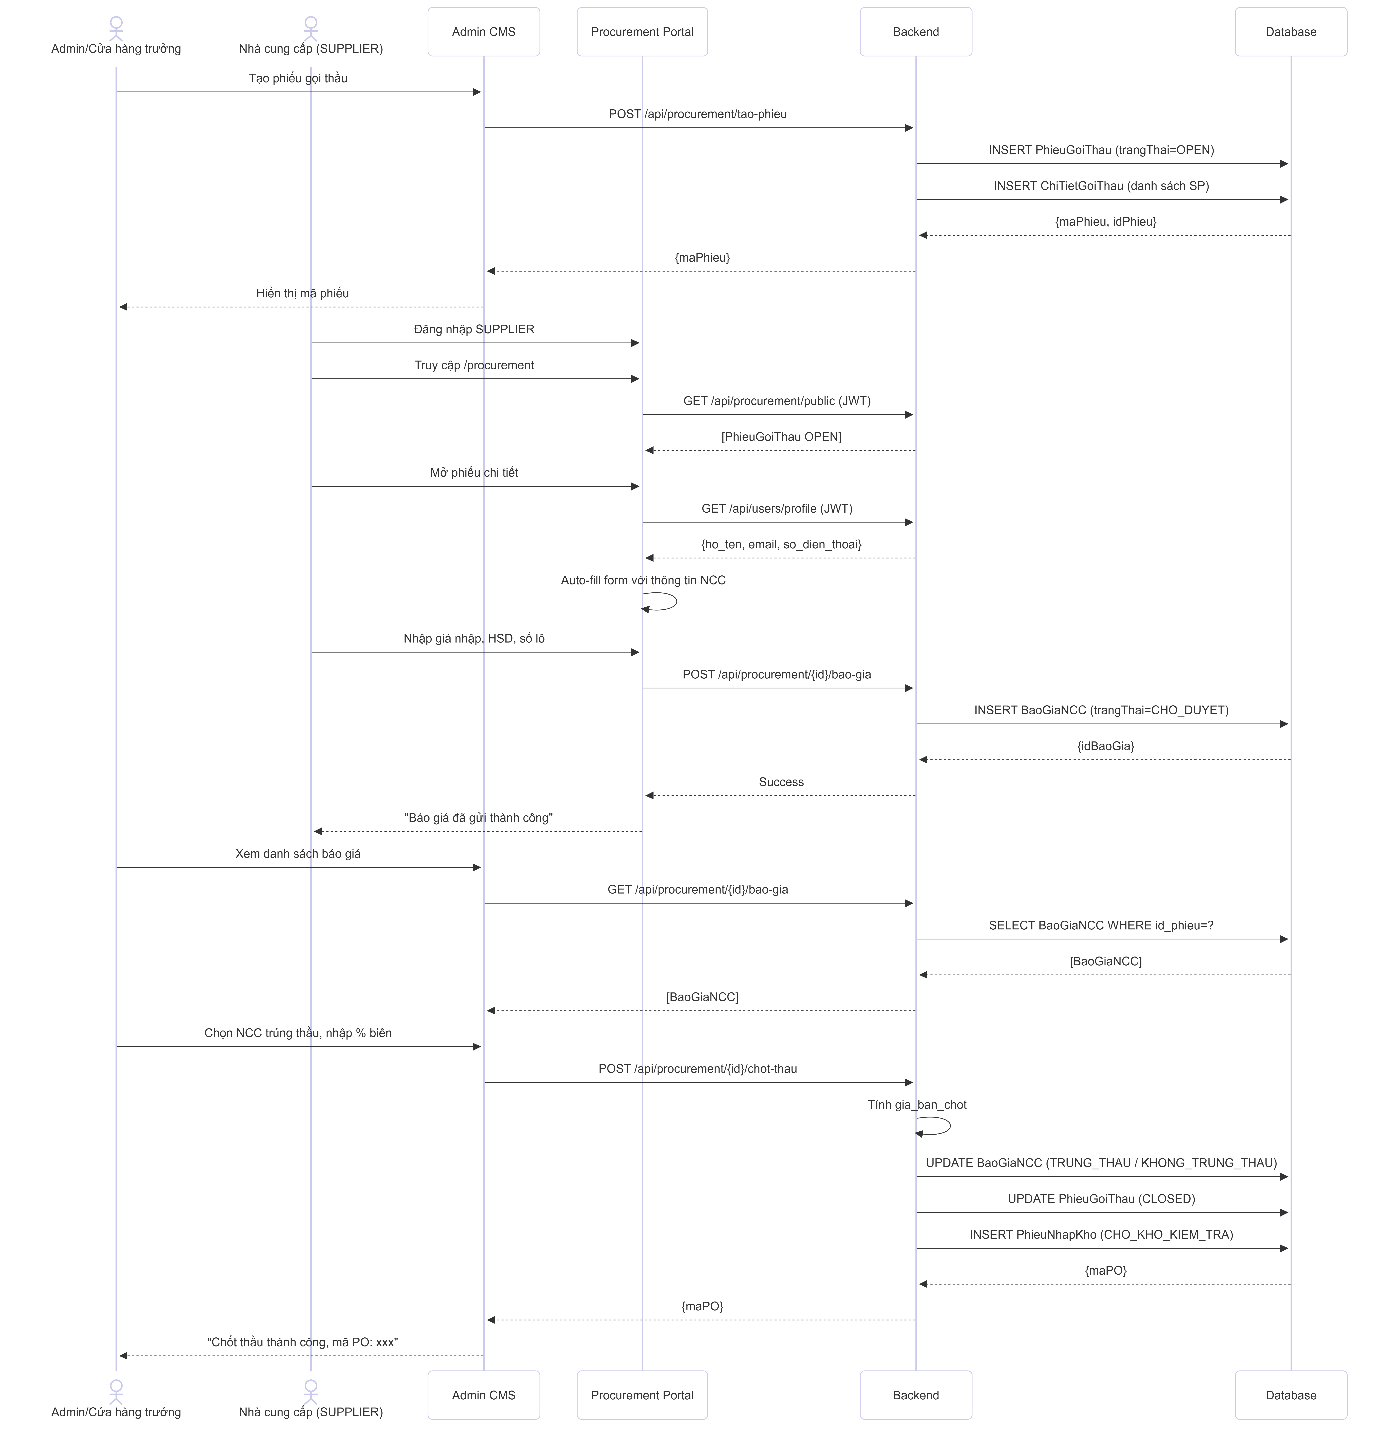 Admin/Cửa hàng trưởng
Nhà cung cấp (SUPPLIER)
Admin CMS
Procurement Portal
Backend
Database
Tạo phiếu gọi thầu
POST /api/procurement/tao-phieu
INSERT PhieuGoiThau (trangThai=OPEN)
INSERT ChiTietGoiThau (danh sách SP)
{maPhieu, idPhieu}
{maPhieu}
Hiển thị mã phiếu
Đăng nhập SUPPLIER
Truy cập /procurement
GET /api/procurement/public (JWT)
[PhieuGoiThau OPEN]
Mở phiếu chi tiết
GET /api/users/profile (JWT)
{ho_ten, email, so_dien_thoai}
Auto-fill form với thông tin NCC
Nhập giá nhập, HSD, số lô
POST /api/procurement/{id}/bao-gia
INSERT BaoGiaNCC (trangThai=CHO_DUYET)
{idBaoGia}
Success
"Báo giá đã gửi thành công"
Xem danh sách báo giá
GET /api/procurement/{id}/bao-gia
SELECT BaoGiaNCC WHERE id_phieu=?
[BaoGiaNCC]
[BaoGiaNCC]
Chọn NCC trúng thầu, nhập % biên
POST /api/procurement/{id}/chot-thau
Tính gia_ban_chot
UPDATE BaoGiaNCC (TRUNG_THAU / KHONG_TRUNG_THAU)
UPDATE PhieuGoiThau (CLOSED)
INSERT PhieuNhapKho (CHO_KHO_KIEM_TRA)
{maPO}
{maPO}
"Chốt thầu thành công, mã PO: xxx"
Admin/Cửa hàng trưởng
Nhà cung cấp (SUPPLIER)
Admin CMS
Procurement Portal
Backend
Database